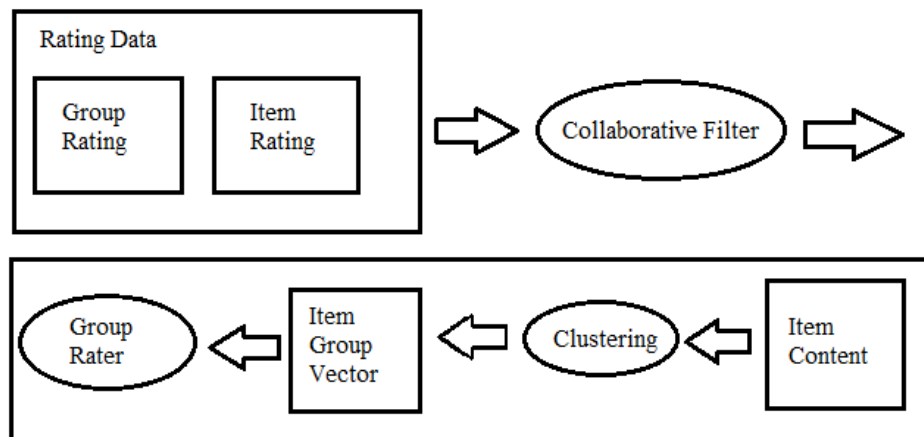 Rating Data
Group
Rating
Item
Rating
Collaborative Filter
Group
Rater
Item
Group
Vector
Clustering
Item
Content